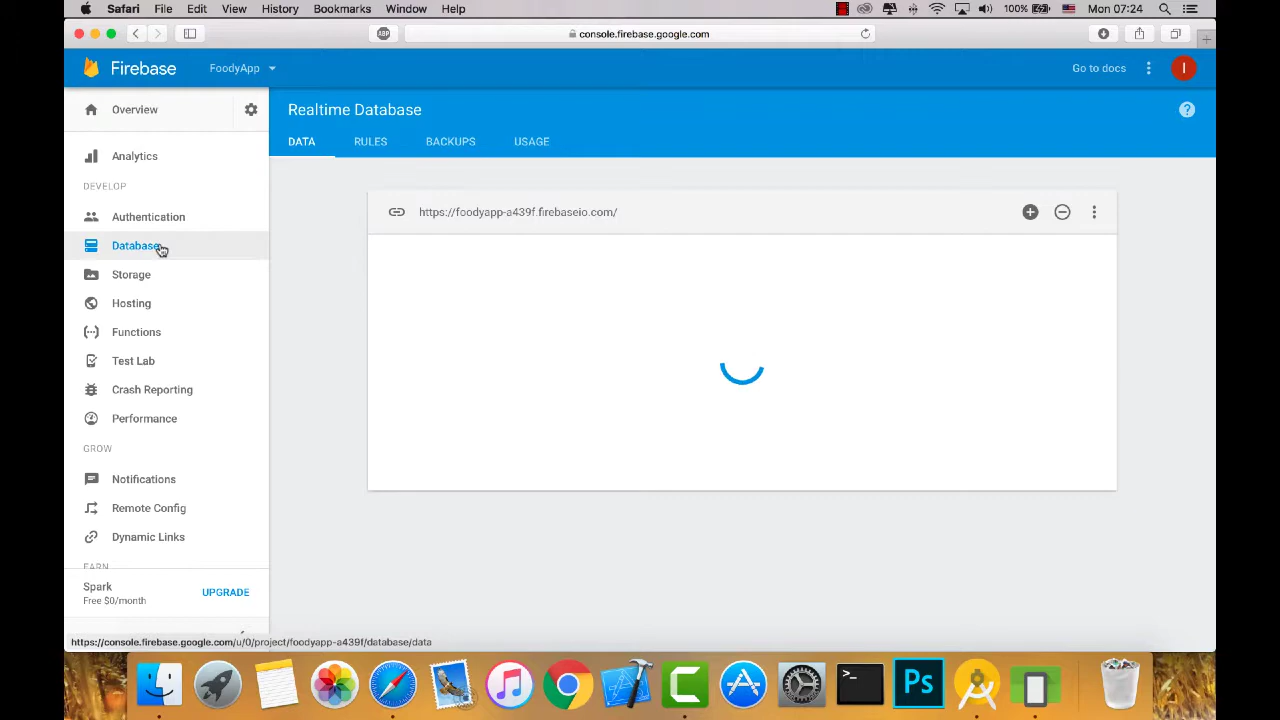 Safari File Edit View History Bookmarks Window Help 100% Mon 07:24
ABP console.firebase.google.com
Firebase FoodyApp Go to docs I
Overview
Realtime Database
DATA RULES BACKUPS USAGE
Analytics
DEVELOP
Authentication
Database
Storage
Hosting
Functions
Test Lab
Crash Reporting
Performance
GROW
Notifications
Remote Config
Dynamic Links
EARN
Spark
Free $0/month
UPGRADE
https://foodyapp-a439f.firebaseio.com/
https://console.firebase.google.com/u/0/project/foodyapp-a439f/database/data
Ps